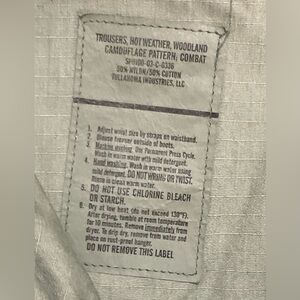 TROUSERS, HOT WEATHER, WOODLAND
CAMOUFLAGE PATTERN: COMBAT
SPO100-03-C-0336
50% NYLON/50% COTTON
TULLAHOMA INDUSTRIES, LLC
1. Adjust waist size by straps on waistband.
2. Blouse trouser outside of boots.
3. Machine washing: Use Permanent Press Cycle.
Wash in warm water with mild detergent.
4. Hand washing: Wash in warm water using
mild detergent. DO NOT WRING OR TWIST.
Rinse in clean warm water.
5. DO NOT USE CHLORINE BLEACH
OR STARCH.
6. Dry at low heat (do not exceed 130°F).
After drying, tumble at room temperature
for 10 minutes. Remove immediately from
dryer. To drip dry, remove from water and
place on rust-proof hanger.
DO NOT REMOVE THIS LABEL